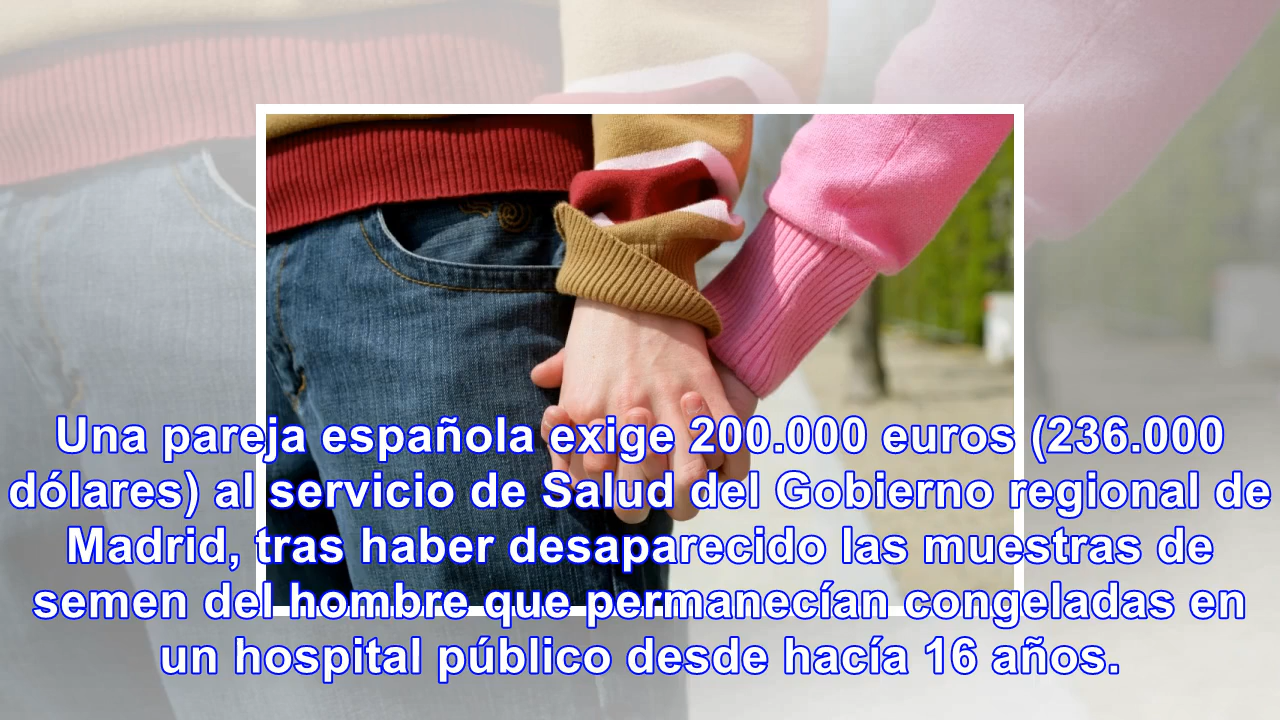 Una pareja española exige 200.000 euros (236.000
dólares) al servicio de Salud del Gobierno regional de
Madrid, tras haber desaparecido las muestras de
semen del hombre que permanecían congeladas en
un hospital público desde hacía 16 años.